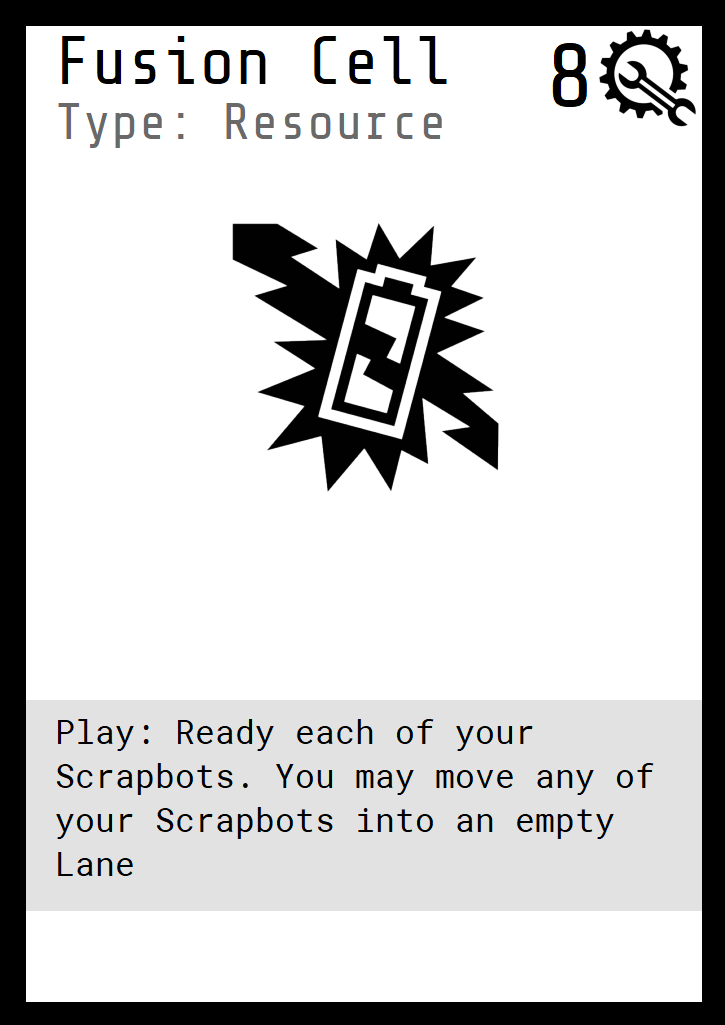 Fusion Cell
8
Type: Resource
Play: Ready each of your
Scrapbots. You may move any of
your Scrapbots into an empty
Lane